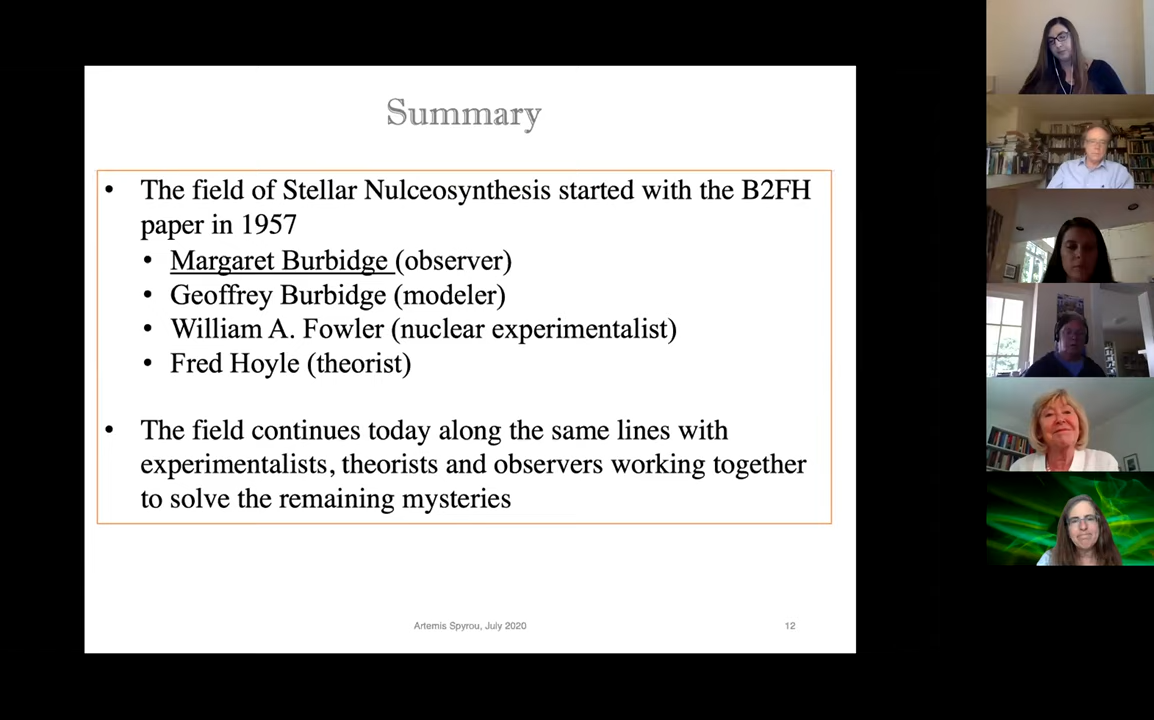 Summary
• The field of Stellar Nulceosynthesis started with the B2FH
paper in 1957
• Margaret Burbidge (observer)
• Geoffrey Burbidge (modeler)
• William A. Fowler (nuclear experimentalist)
• Fred Hoyle (theorist)
• The field continues today along the same lines with
experimentalists, theorists and observers working together
to solve the remaining mysteries
Artemis Spyrou, July 2020
12